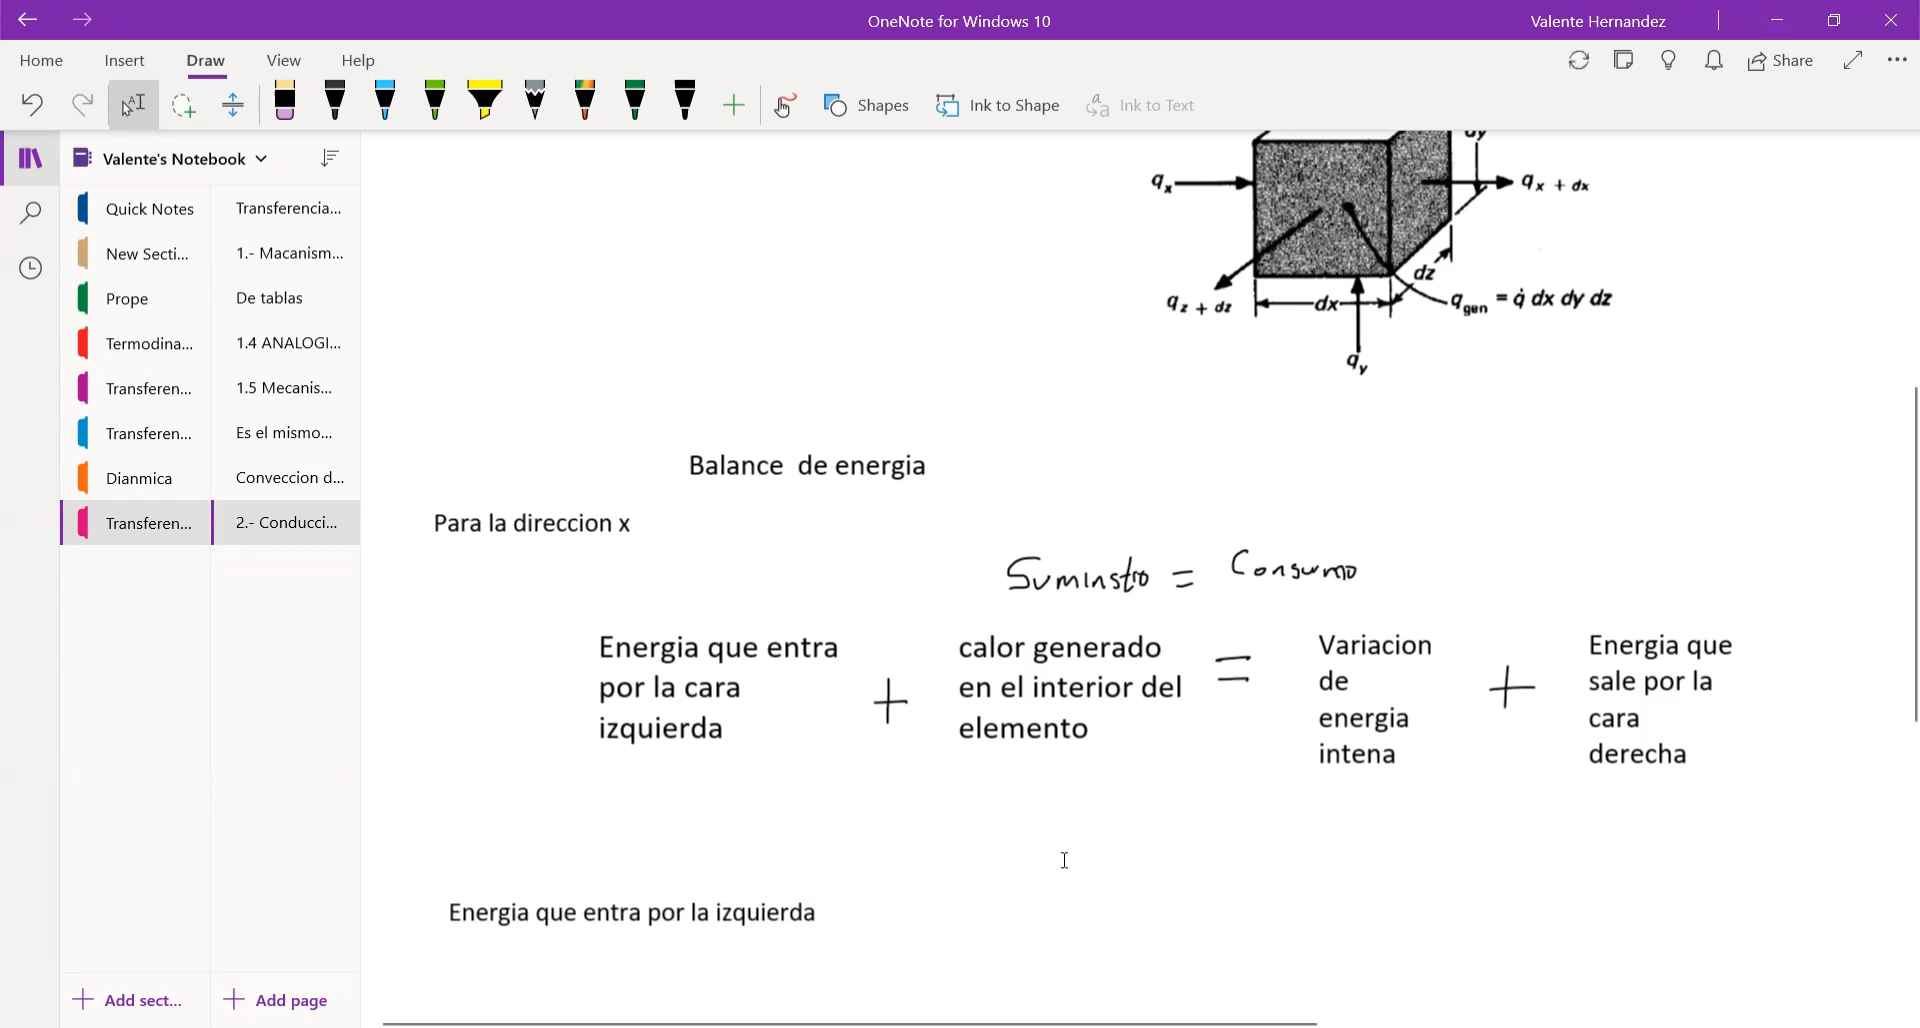 OneNote for Windows 10
Valente Hernandez
Home
Insert
Draw
View
Help
Share
Shapes
Ink to Shape
Ink to Text
Valente's Notebook
Quick Notes
New Secti...
Prope
Termodina...
Transferen...
Transferen...
Dianmica
Transferen...
Transferencia...
1.- Macanism...
De tablas
1.4 ANALOGI...
1.5 Mecanis...
Es el mismo...
Conveccion d...
2.- Conducci...
Add sect...
Add page
dy
qx
qx + dx
dz
qz + dz
dx
qgen = q̇ dx dy dz
qy
Balance de energia
Para la direccion x
Suminstro = Consumo
Energia que entra
por la cara
izquierda
+
calor generado
en el interior del
elemento
=
Variacion
de
energia
intena
+
Energia que
sale por la
cara
derecha
Energia que entra por la izquierda